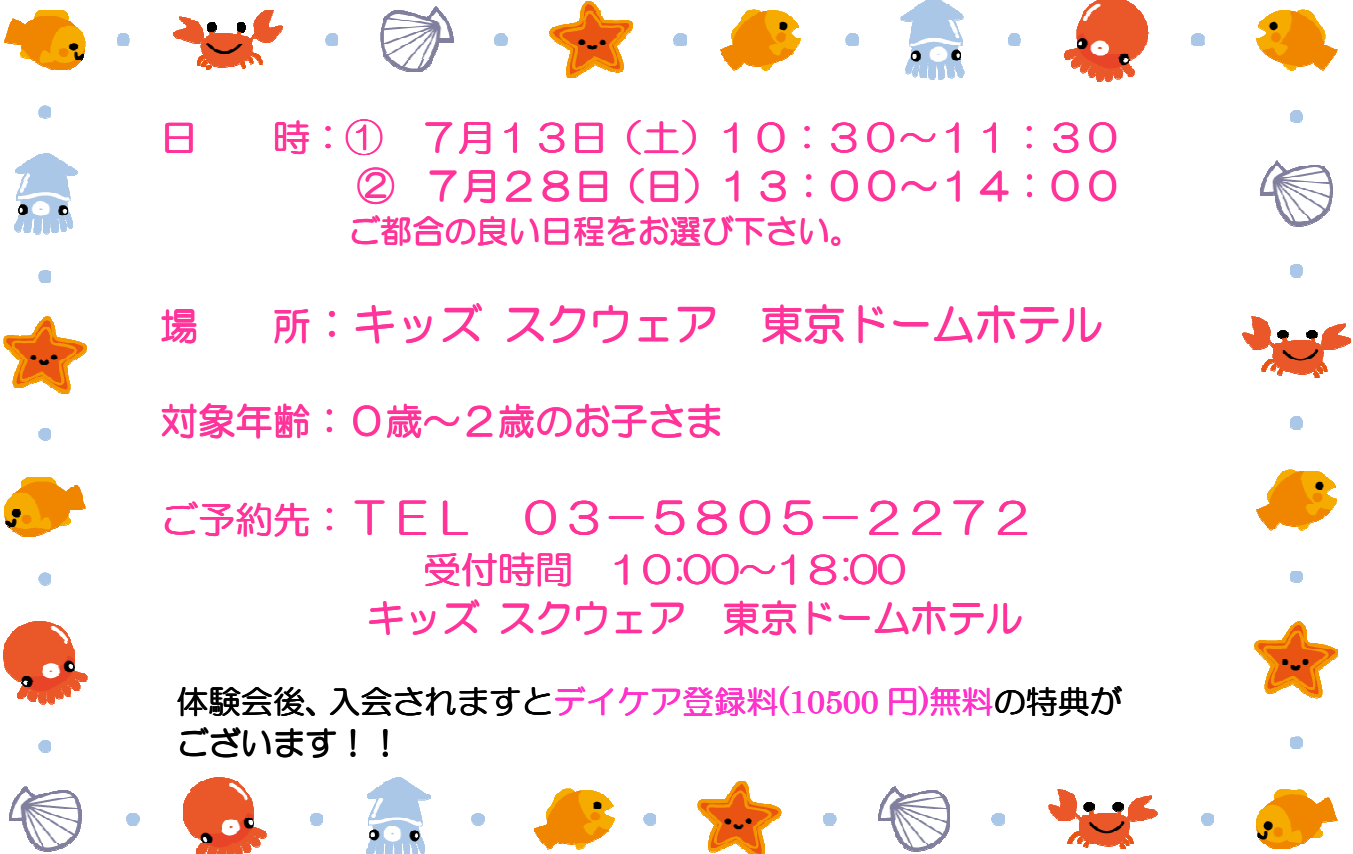 日　　時：①　７月１３日（土）１０：３０～１１：３０
②　７月２８日（日）１３：００～１４：００
ご都合の良い日程をお選び下さい。
場　　所：キッズ スクウェア　東京ドームホテル
対象年齢：０歳～２歳のお子さま
ご予約先：ＴＥＬ　０３－５８０５－２２７２
受付時間　１０:００～１８:００
キッズ スクウェア　東京ドームホテル
体験会後、入会されますとデイケア登録料(10500 円)無料の特典が
ございます！！